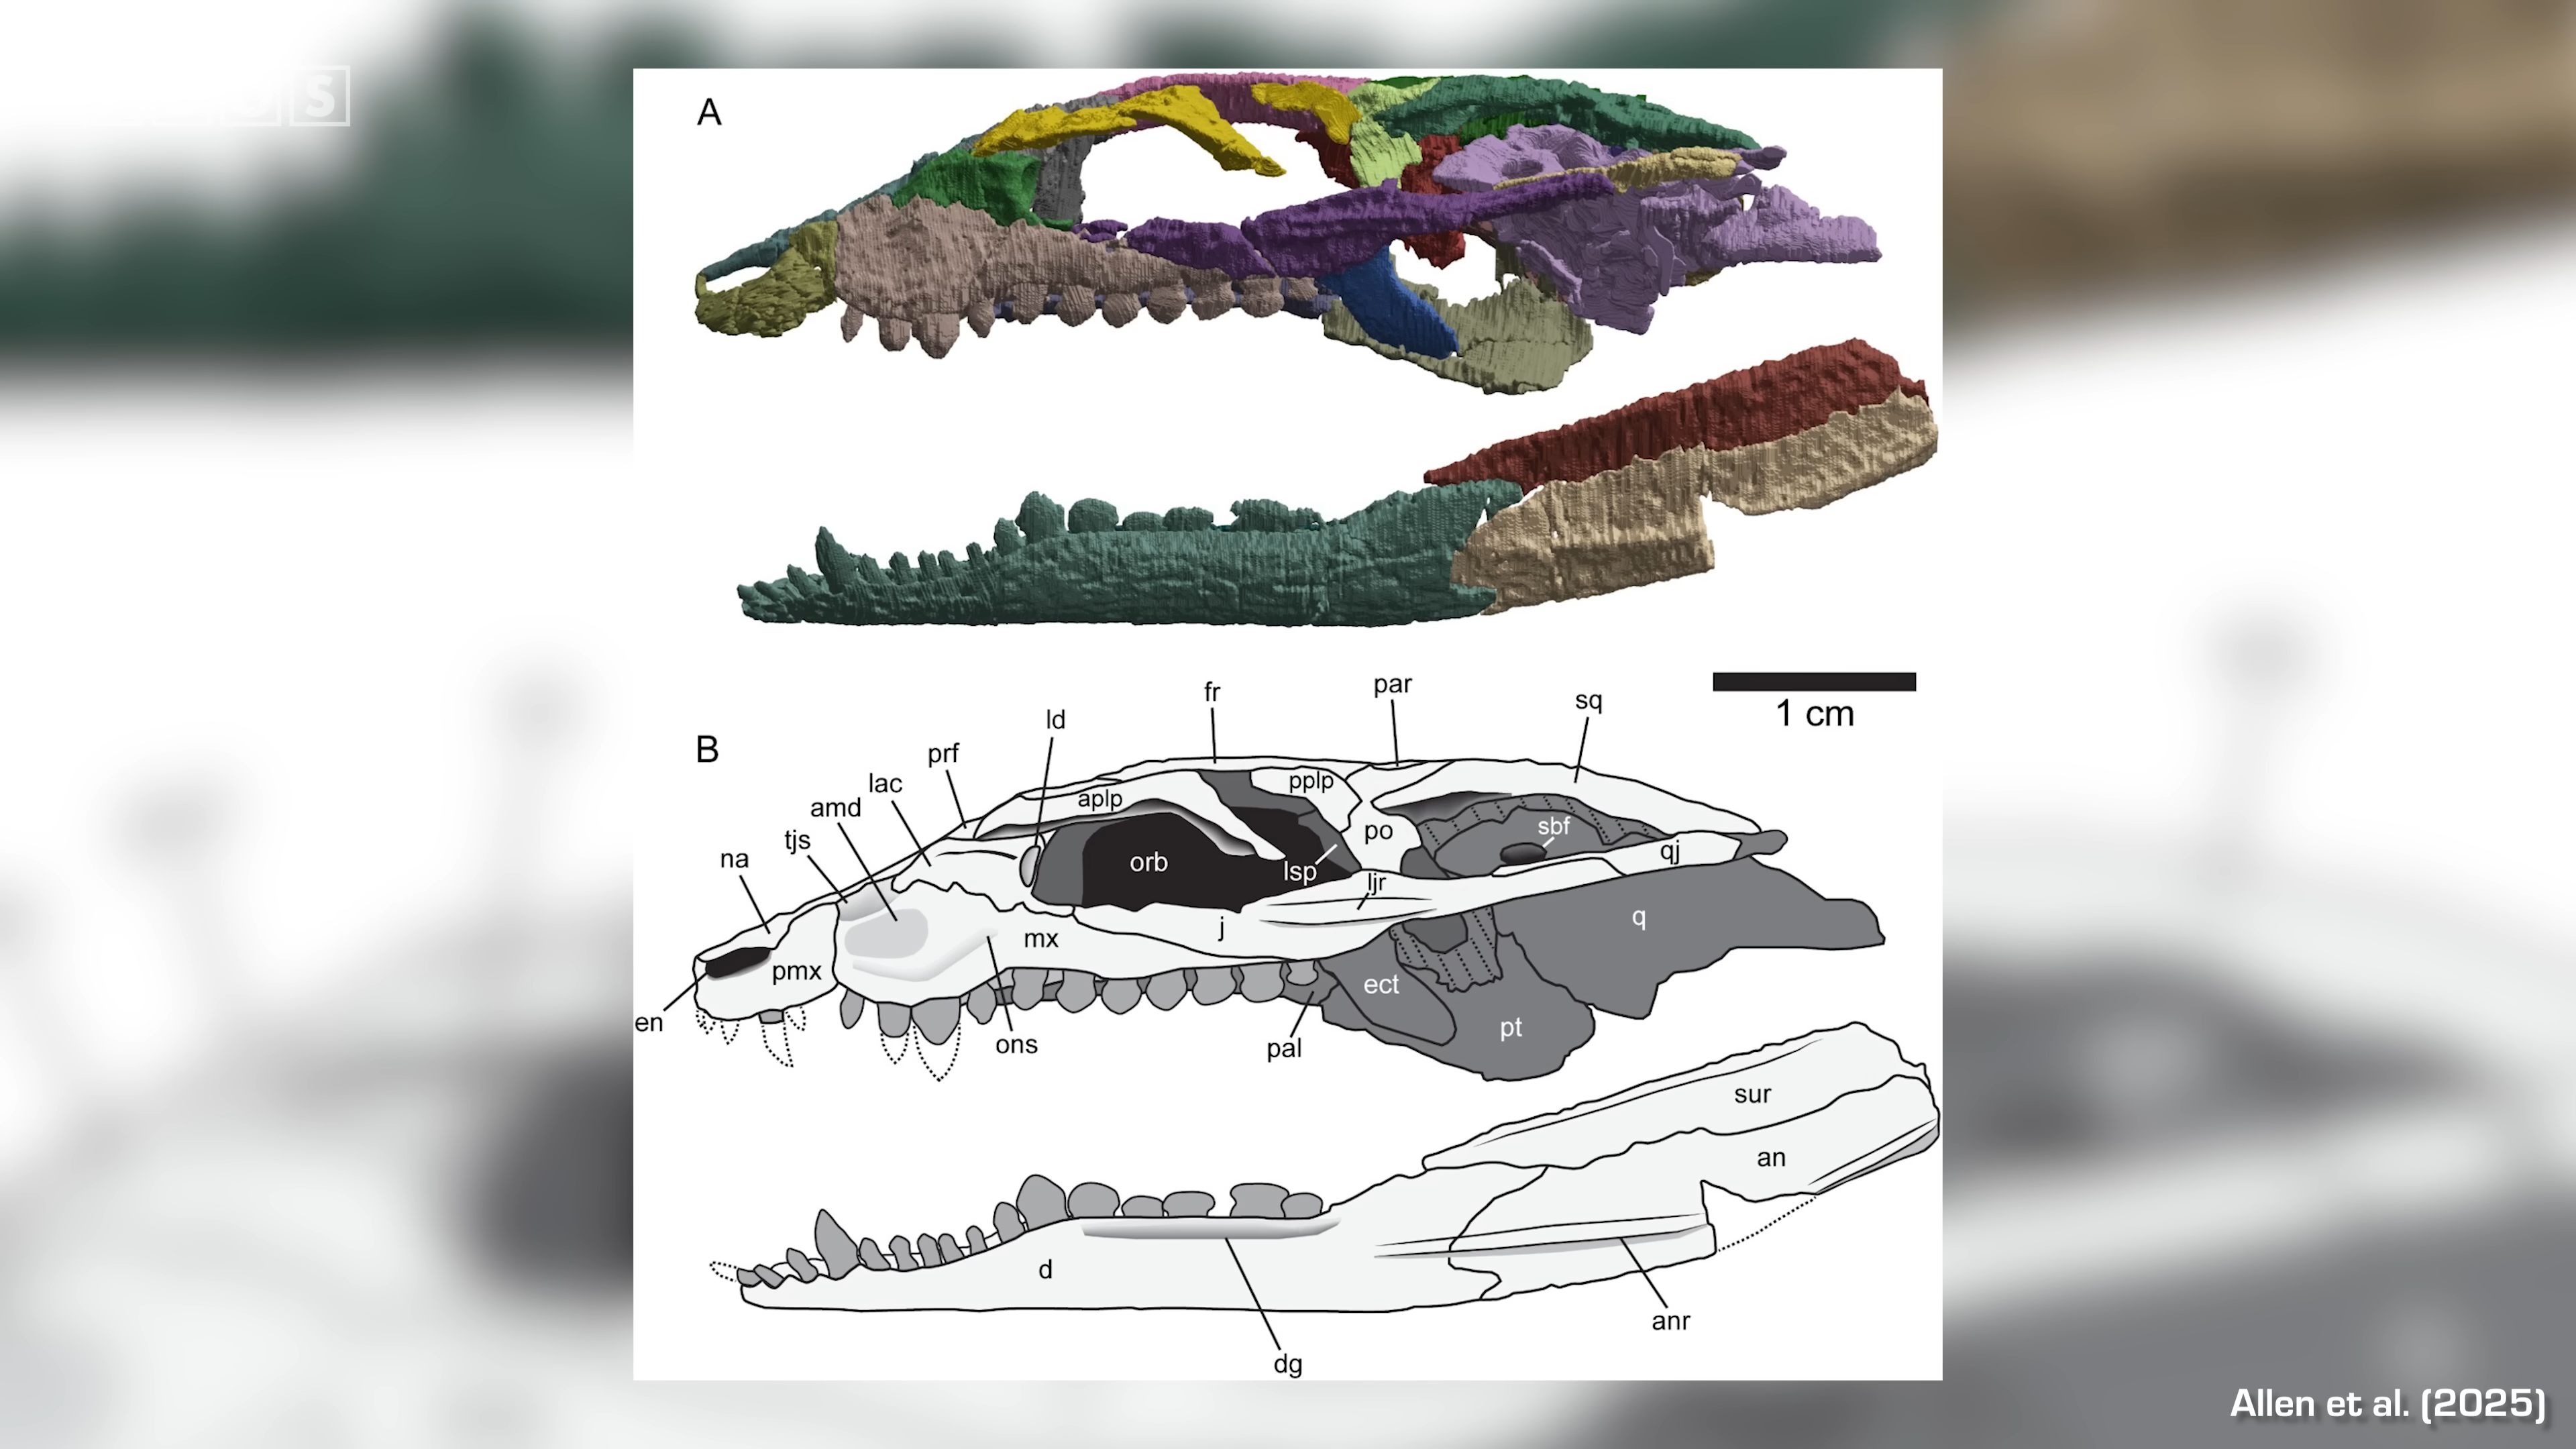 S
A
1 cm
B
fr
par
sq
ld
prf
lac
amd
tjs
na
aplp
pplp
po
sbf
qj
orb
lsp
ljr
q
j
mx
pmx
ect
en
ons
pal
pt
sur
an
d
anr
dg
Allen et al. (2025)